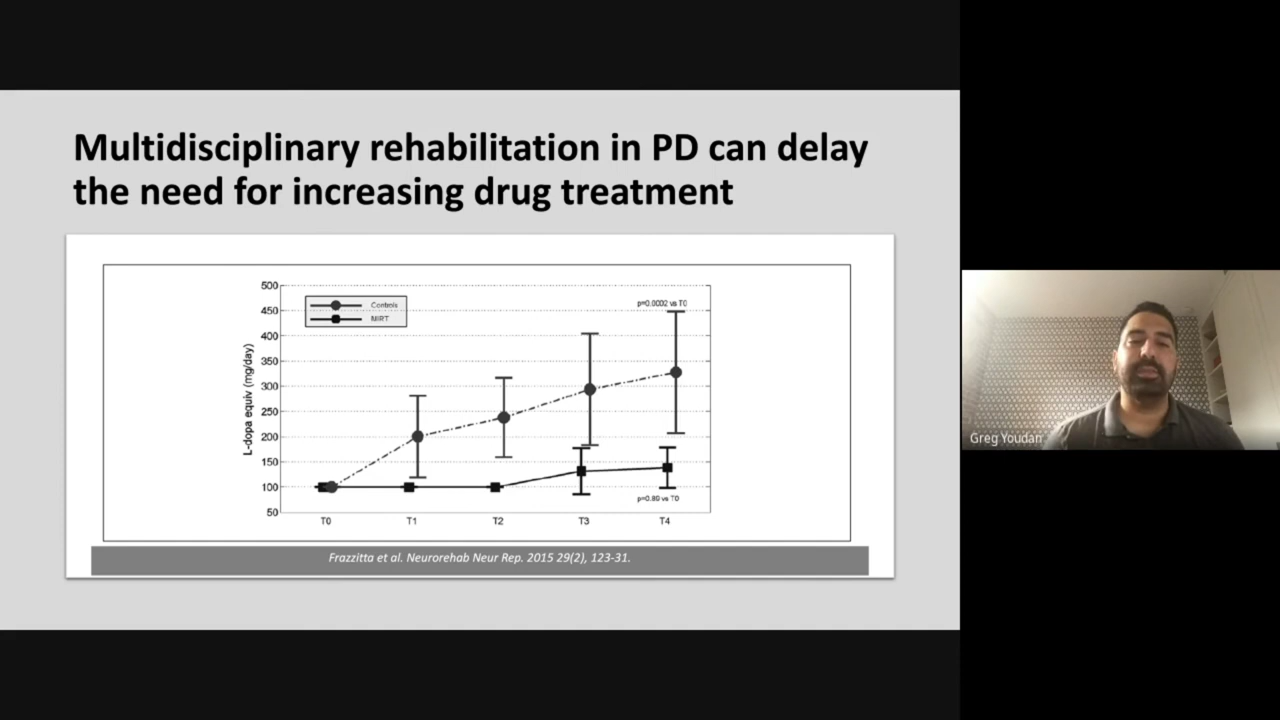 Multidisciplinary rehabilitation in PD can delay
the need for increasing drug treatment
500
450
400
350
300
250
200
150
100
50
L-dopa equiv (mg/day)
Controls
MIRT
p=0.0002 vs T0
p=0.80 vs T0
T0
T1
T2
T3
T4
Frazzitta et al. Neurorehab Neur Rep. 2015 29(2), 123-31.
Greg Youdan